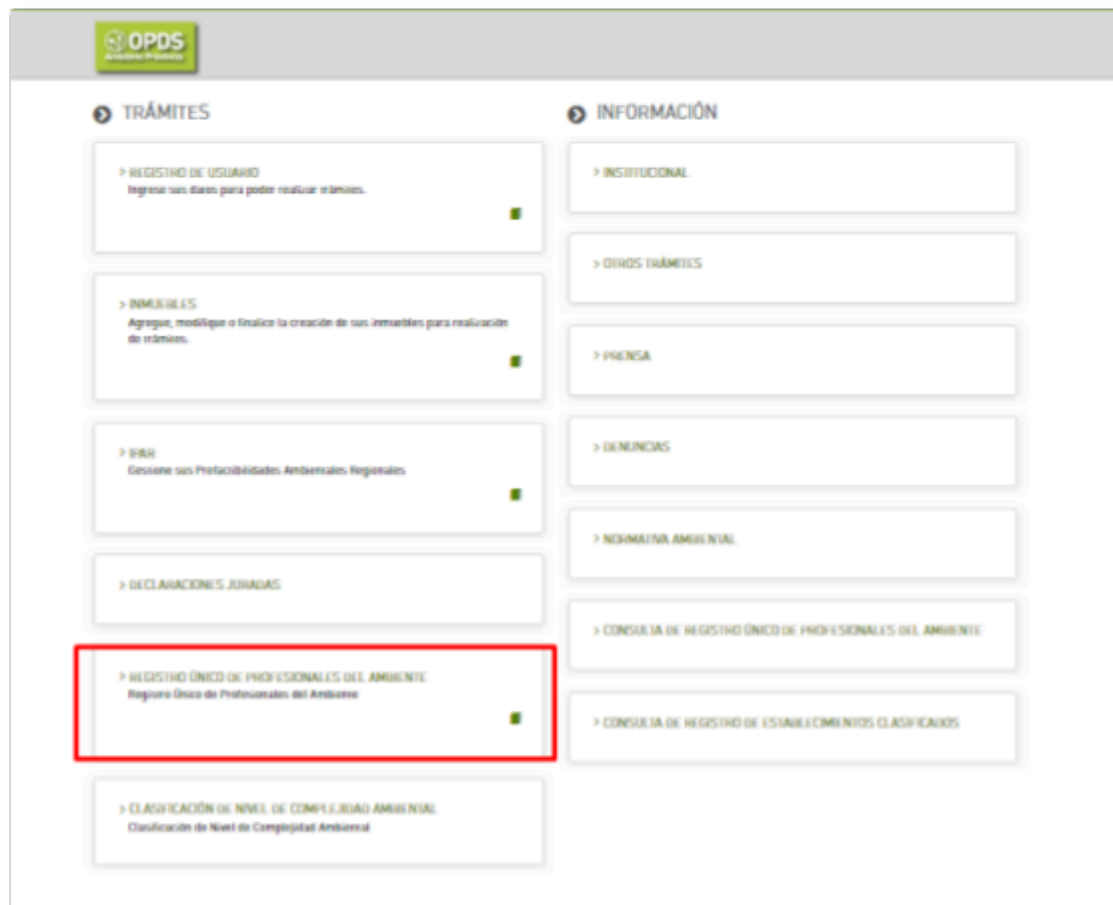 OPDS
TRÁMITES
> REGISTRO DE USUARIO
Ingrese sus datos para poder realizar trámites.
> INMUEBLES
Agregue, modifique o finalice la creación de sus inmuebles para realización
de trámites.
> IPAR
Gestione sus Prefactibilidades Ambientales Regionales
> DECLARACIONES JURADAS
> REGISTRO ÚNICO DE PROFESIONALES DEL AMBIENTE
Registro Único de Profesionales del Ambiente
> CLASIFICACIÓN DE NIVEL DE COMPLEJIDAD AMBIENTAL
Clasificación de Nivel de Complejidad Ambiental
INFORMACIÓN
> INSTITUCIONAL
> OTROS TRÁMITES
> PRENSA
> DENUNCIAS
> NORMATIVA AMBIENTAL
> CONSULTA DE REGISTRO ÚNICO DE PROFESIONALES DEL AMBIENTE
> CONSULTA DE REGISTRO DE ESTABLECIMIENTOS CLASIFICADOS